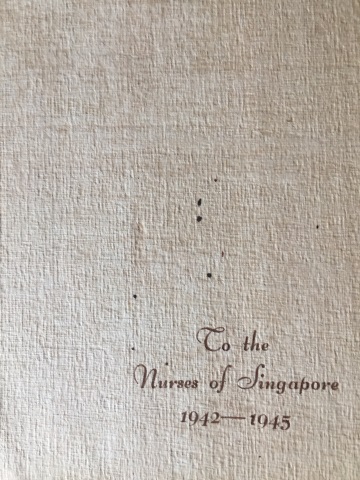 To the
Nurses of Singapore
1942—1945